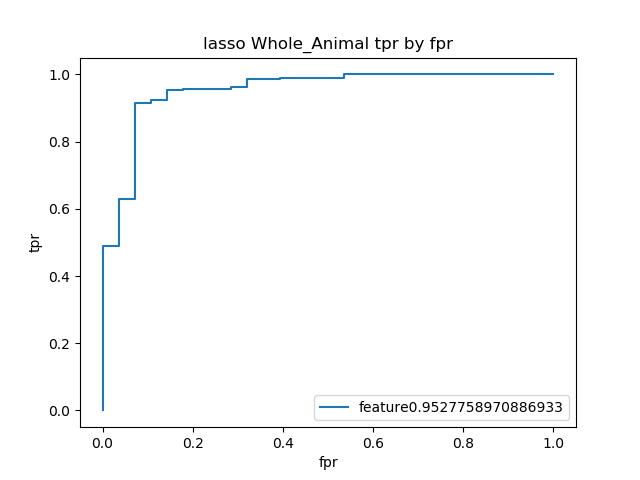 lasso Whole_Animal tpr by fpr
1.0
0.8
0.6
0.4
0.2
0.0
tpr
feature0.9527758970886933
0.0 0.2 0.4 0.6 0.8 1.0
fpr